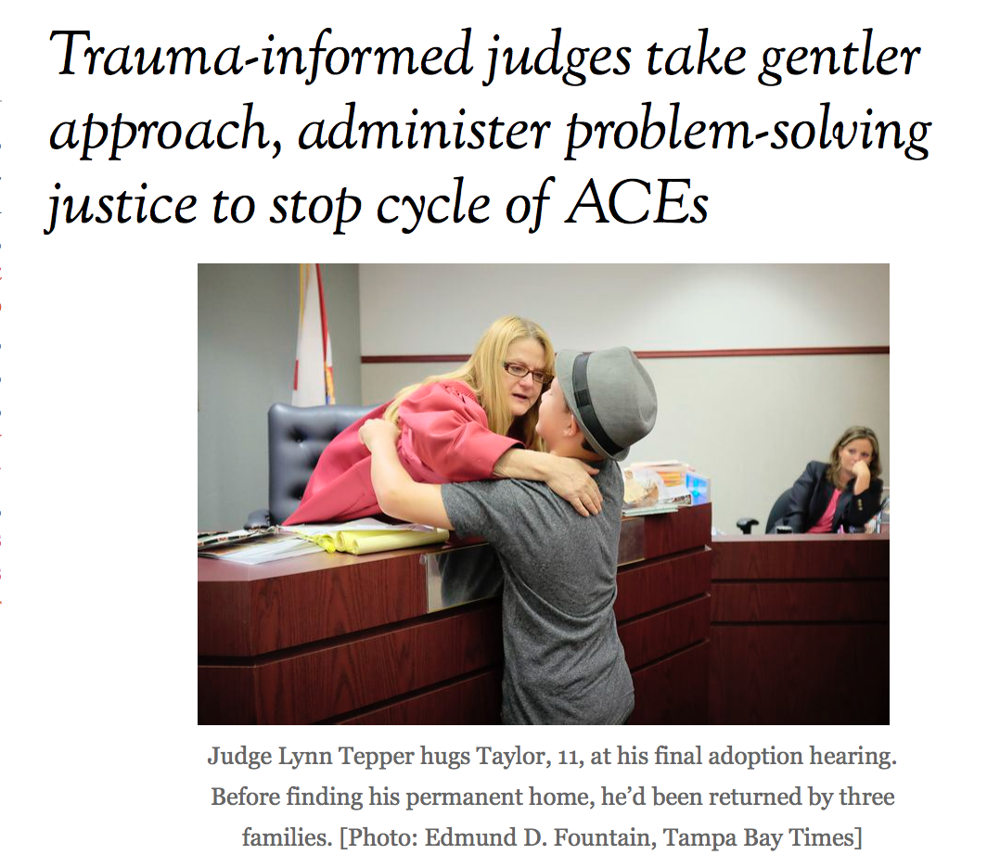 Trauma-informed judges take gentler
approach, administer problem-solving
justice to stop cycle of ACEs
Judge Lynn Tepper hugs Taylor, 11, at his final adoption hearing.
Before finding his permanent home, he’d been returned by three
families. [Photo: Edmund D. Fountain, Tampa Bay Times]